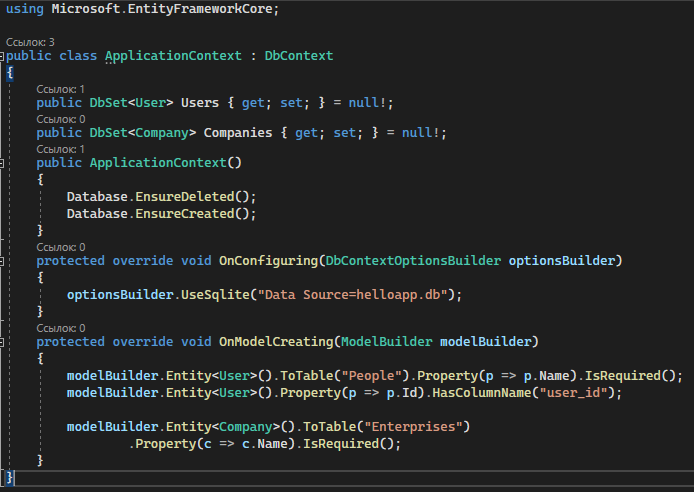 using Microsoft.EntityFrameworkCore;
Ссылок: 3
public class ApplicationContext : DbContext
{
Ссылок: 1
public DbSet<User> Users { get; set; } = null!;
Ссылок: 0
public DbSet<Company> Companies { get; set; } = null!;
Ссылок: 1
public ApplicationContext()
{
Database.EnsureDeleted();
Database.EnsureCreated();
}
Ссылок: 0
protected override void OnConfiguring(DbContextOptionsBuilder optionsBuilder)
{
optionsBuilder.UseSqlite("Data Source=helloapp.db");
}
Ссылок: 0
protected override void OnModelCreating(ModelBuilder modelBuilder)
{
modelBuilder.Entity<User>().ToTable("People").Property(p => p.Name).IsRequired();
modelBuilder.Entity<User>().Property(p => p.Id).HasColumnName("user_id");
modelBuilder.Entity<Company>().ToTable("Enterprises")
.Property(c => c.Name).IsRequired();
}
}